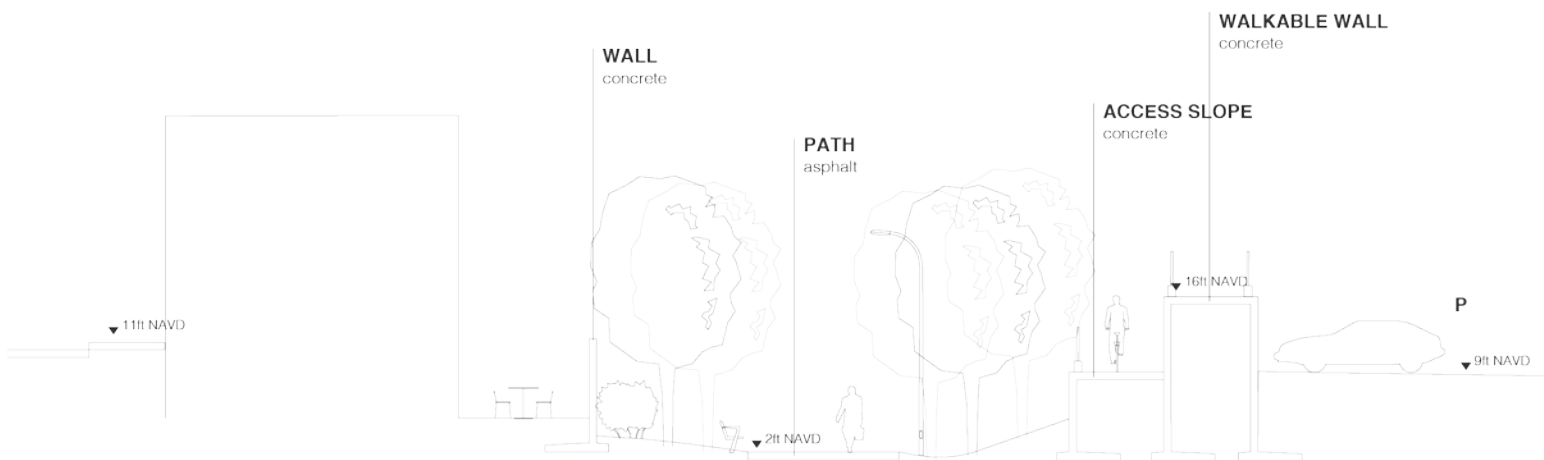 WALKABLE WALL
concrete
WALL
concrete
ACCESS SLOPE
concrete
PATH
asphalt
16ft NAVD
P
11ft NAVD
9ft NAVD
2ft NAVD